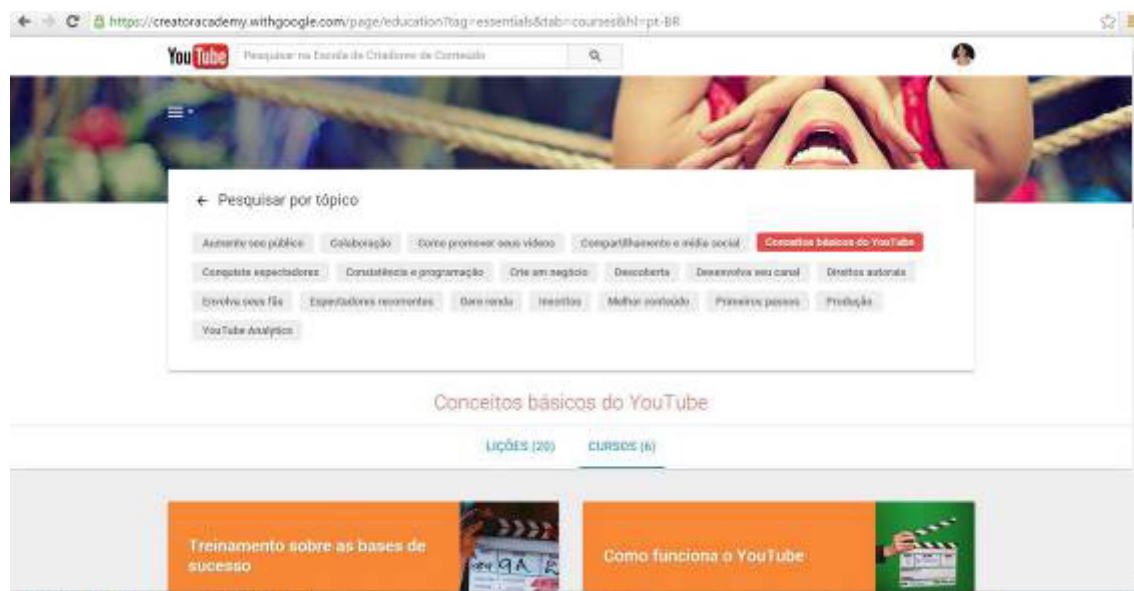 https://creatoracademy.withgoogle.com/page/education?tag=essentials&tab=courses&hl=pt-BR
YouTube Pesquisar na Escola de Criadores de Conteúdo
← Pesquisar por tópico
Aumente seu público Colaboração Como promover seus vídeos Compartilhamento e mídia social Conceitos básicos do YouTube
Conquiste espectadores Consistência e programação Crie um negócio Descoberta Desenvolva seu canal Direitos autorais
Envolva seus fãs Espectadores recorrentes Gere renda Inscritos Melhor conteúdo Primeiros passos Produção
YouTube Analytics
Conceitos básicos do YouTube
LIÇÕES (20) CURSOS (6)
Treinamento sobre as bases de
sucesso
Como funciona o YouTube